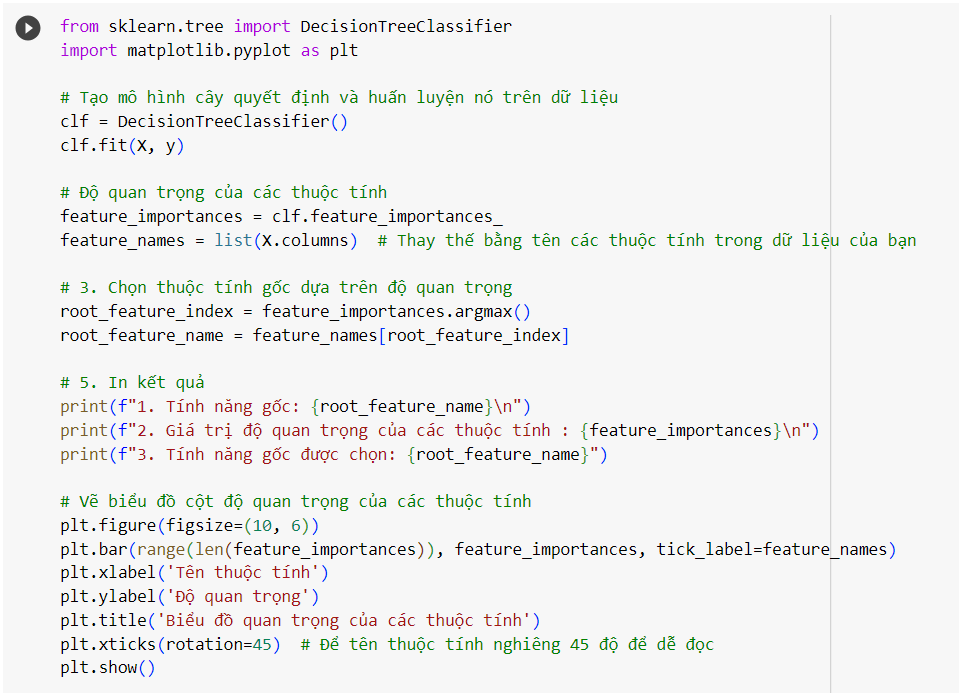 from sklearn.tree import DecisionTreeClassifier
import matplotlib.pyplot as plt
# Tạo mô hình cây quyết định và huấn luyện nó trên dữ liệu
clf = DecisionTreeClassifier()
clf.fit(X, y)
# Độ quan trọng của các thuộc tính
feature_importances = clf.feature_importances_
feature_names = list(X.columns)  # Thay thế bằng tên các thuộc tính trong dữ liệu của bạn
# 3. Chọn thuộc tính gốc dựa trên độ quan trọng
root_feature_index = feature_importances.argmax()
root_feature_name = feature_names[root_feature_index]
# 5. In kết quả
print(f"1. Tính năng gốc: {root_feature_name}\n")
print(f"2. Giá trị độ quan trọng của các thuộc tính : {feature_importances}\n")
print(f"3. Tính năng gốc được chọn: {root_feature_name}")
# Vẽ biểu đồ cột độ quan trọng của các thuộc tính
plt.figure(figsize=(10, 6))
plt.bar(range(len(feature_importances)), feature_importances, tick_label=feature_names)
plt.xlabel('Tên thuộc tính')
plt.ylabel('Độ quan trọng')
plt.title('Biểu đồ quan trọng của các thuộc tính')
plt.xticks(rotation=45)  # Để tên thuộc tính nghiêng 45 độ để dễ đọc
plt.show()